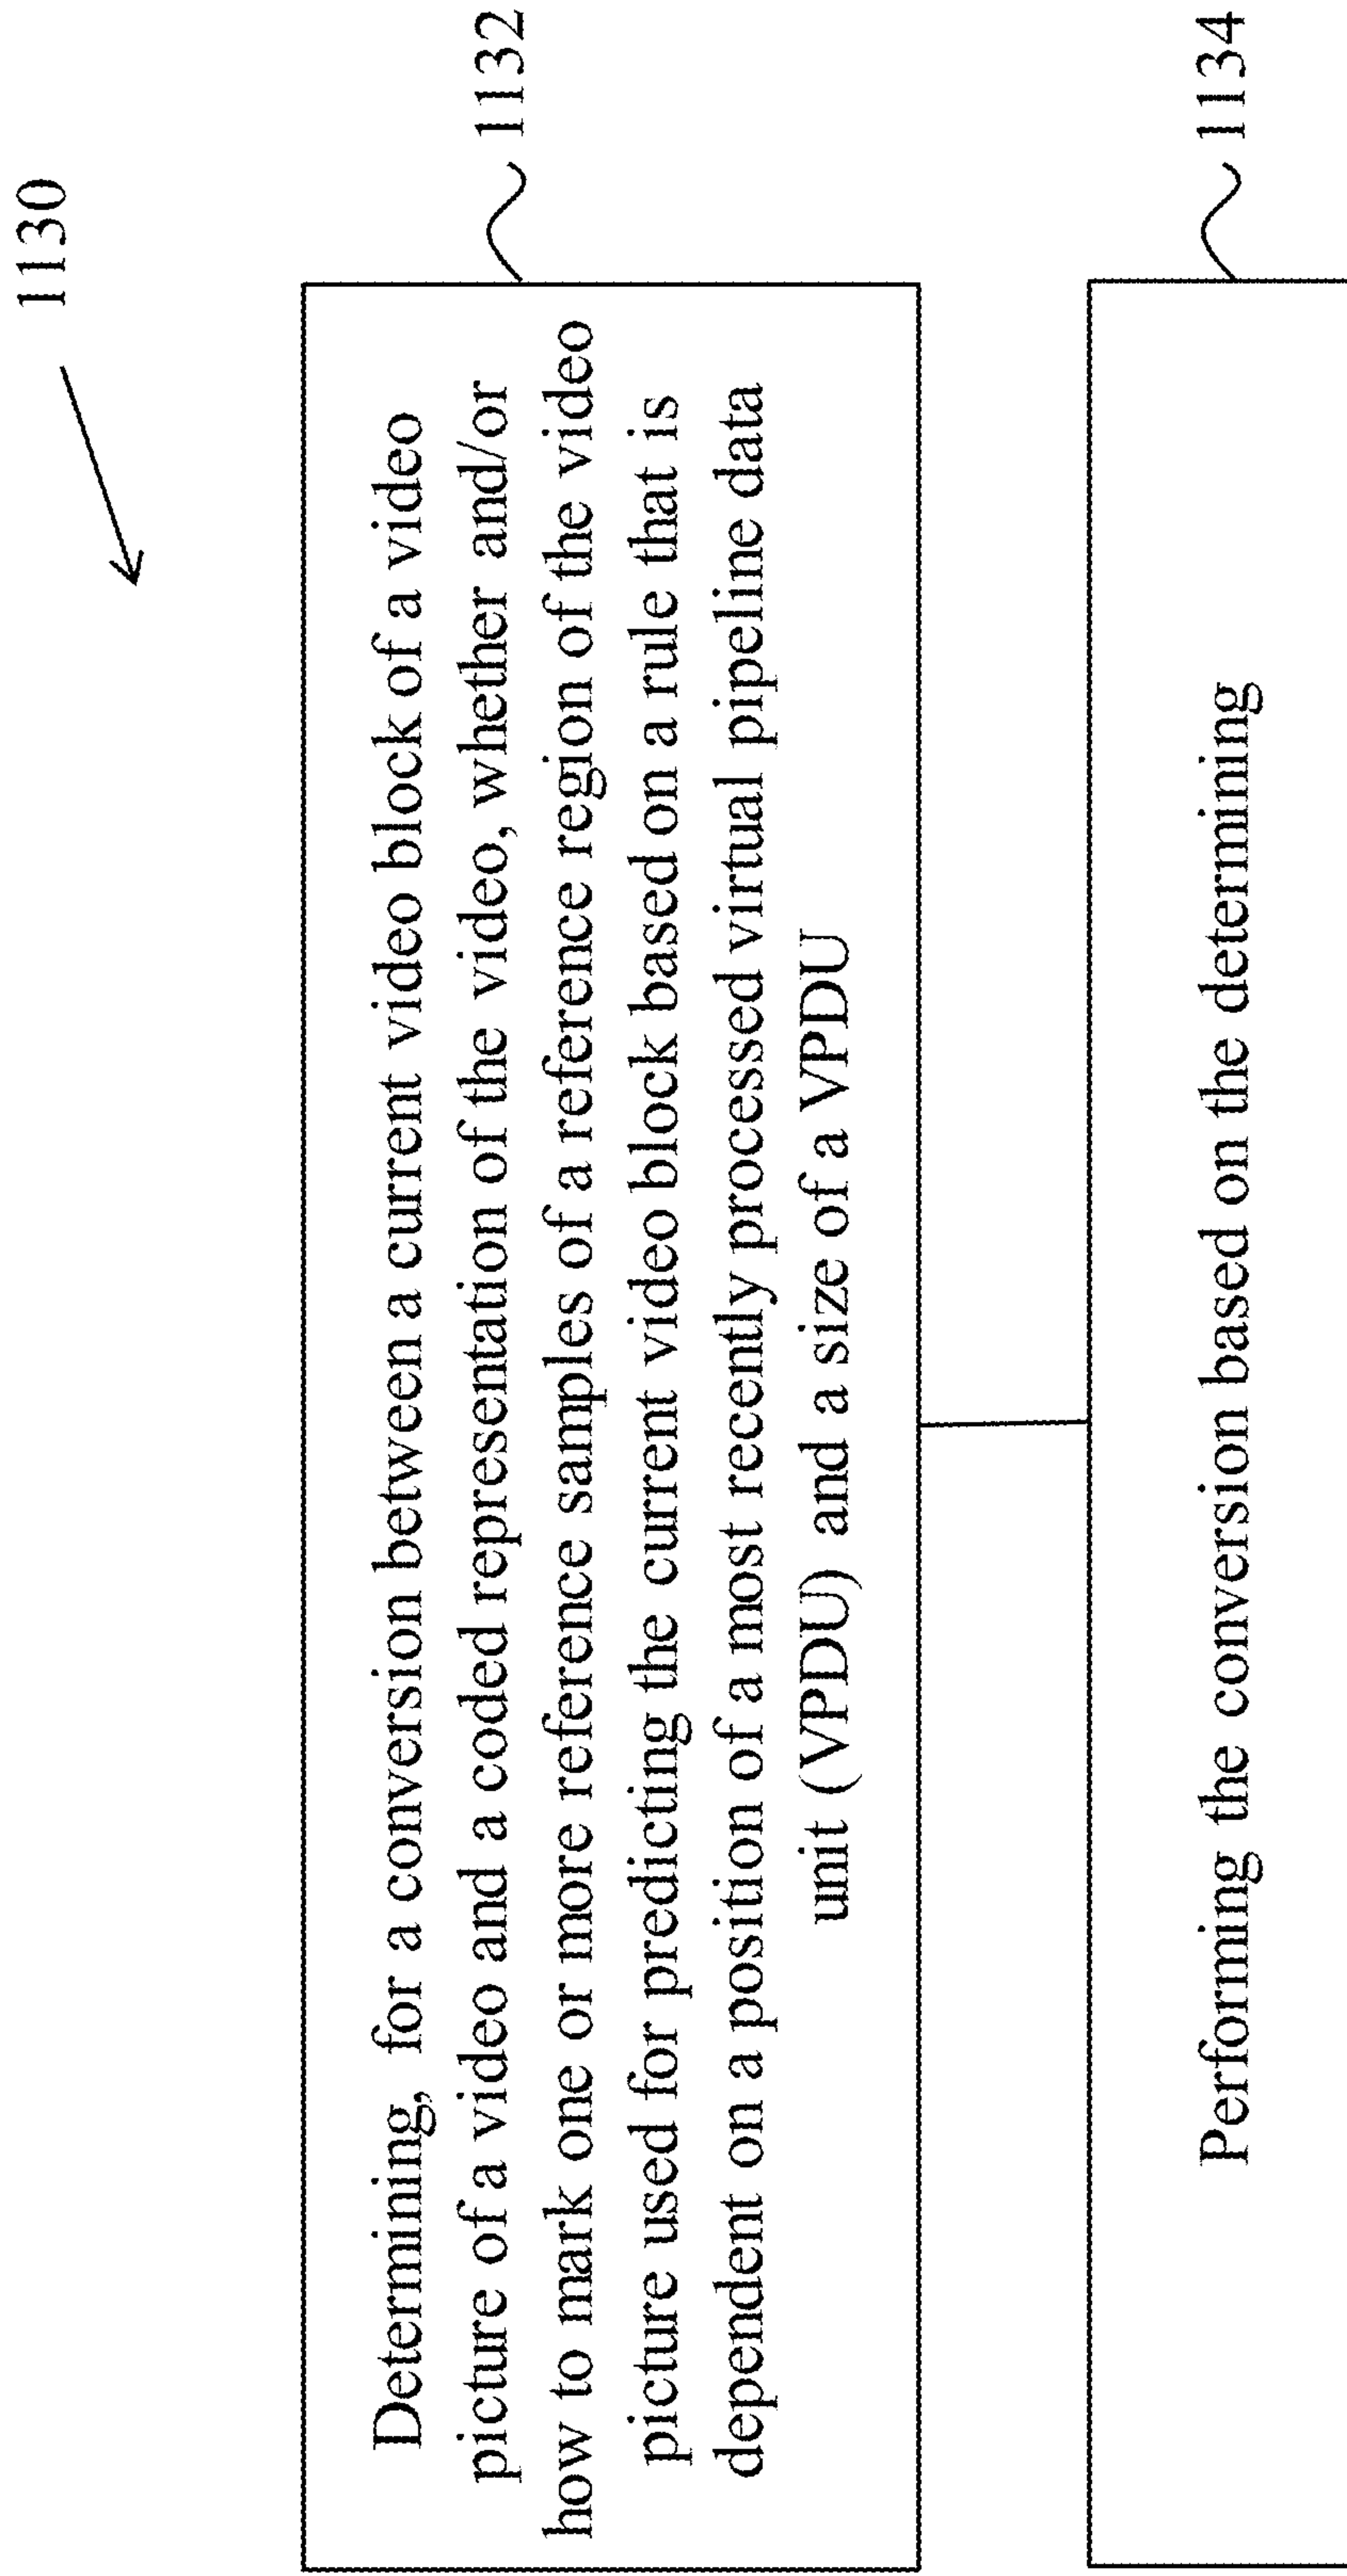 1130
Determining, for a conversion between a current video block of a video
picture of a video and a coded representation of the video, whether and/or
how to mark one or more reference samples of a reference region of the video
picture used for predicting the current video block based on a rule that is
dependent on a position of a most recently processed virtual pipeline data
unit (VPDU) and a size of a VPDU
1132
Performing the conversion based on the determining
1134